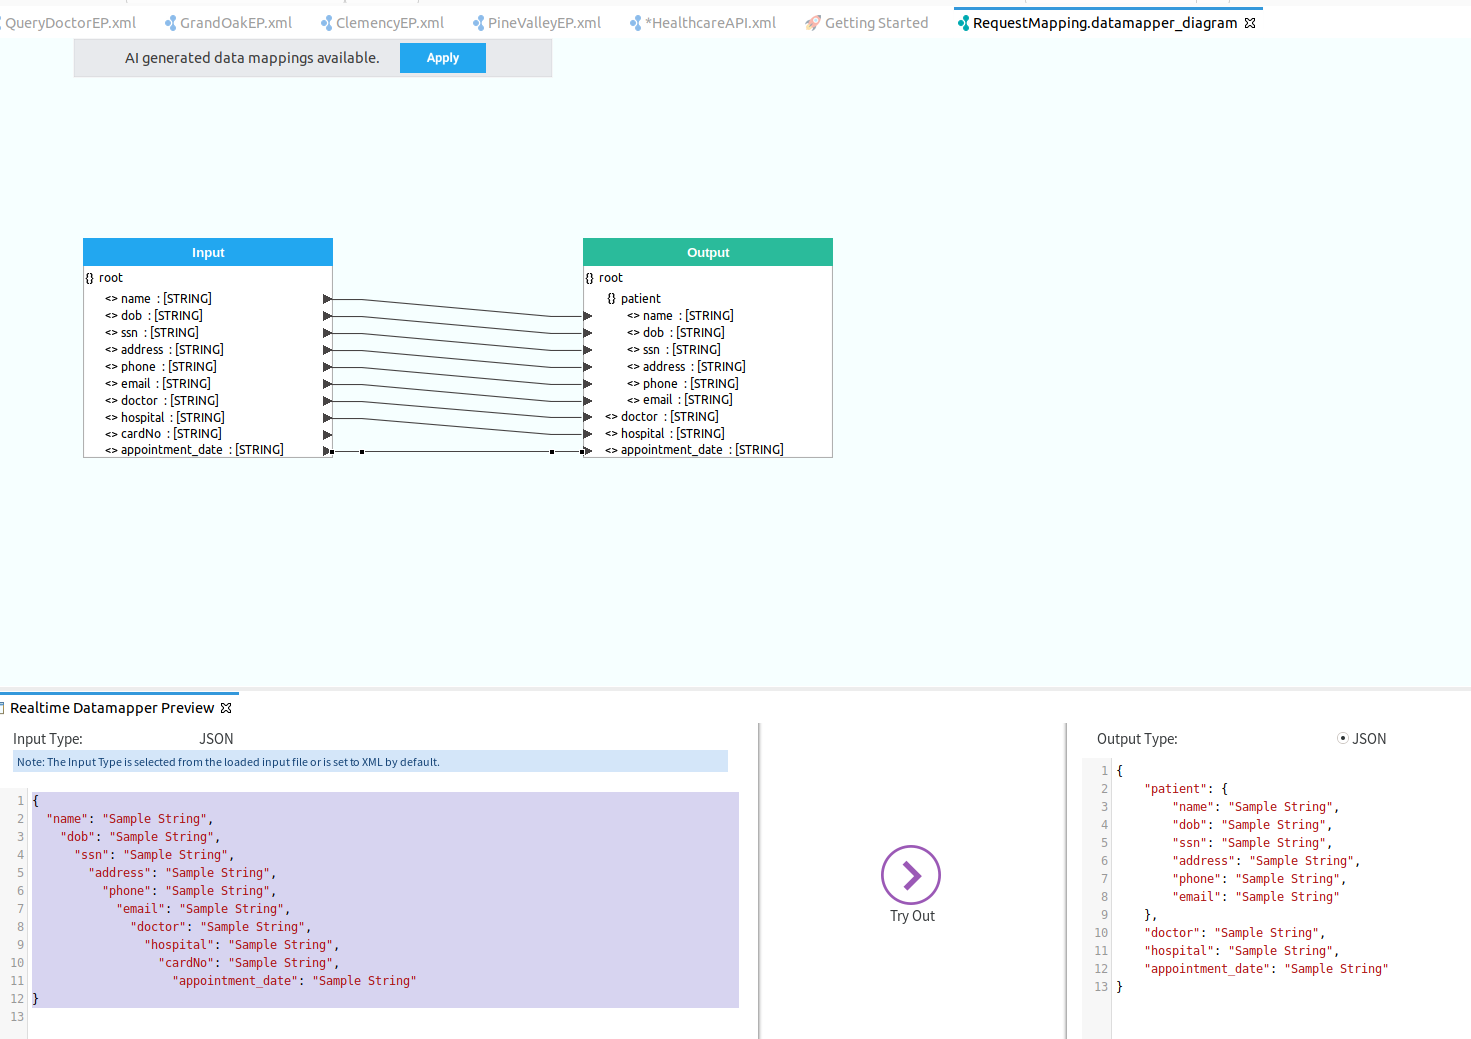 QueryDoctorEP.xml GrandOakEP.xml ClemencyEP.xml PineValleyEP.xml *HealthcareAPI.xml Getting Started RequestMapping.datamapper_diagram
AI generated data mappings available. Apply
Input
{} root
<> name : [STRING]
<> dob : [STRING]
<> ssn : [STRING]
<> address : [STRING]
<> phone : [STRING]
<> email : [STRING]
<> doctor : [STRING]
<> hospital : [STRING]
<> cardNo : [STRING]
<> appointment_date : [STRING]
Output
{} root
{} patient
<> name : [STRING]
<> dob : [STRING]
<> ssn : [STRING]
<> address : [STRING]
<> phone : [STRING]
<> email : [STRING]
<> doctor : [STRING]
<> hospital : [STRING]
<> appointment_date : [STRING]
Realtime Datamapper Preview
Input Type: JSON
Note: The Input Type is selected from the loaded input file or is set to XML by default.
1 {
2 "name": "Sample String",
3 "dob": "Sample String",
4 "ssn": "Sample String",
5 "address": "Sample String",
6 "phone": "Sample String",
7 "email": "Sample String",
8 "doctor": "Sample String",
9 "hospital": "Sample String",
10 "cardNo": "Sample String",
11 "appointment_date": "Sample String"
12 }
13
Try Out
Output Type: JSON
1 {
2 "patient": {
3 "name": "Sample String",
4 "dob": "Sample String",
5 "ssn": "Sample String",
6 "address": "Sample String",
7 "phone": "Sample String",
8 "email": "Sample String"
9 },
10 "doctor": "Sample String",
11 "hospital": "Sample String",
12 "appointment_date": "Sample String"
13 }